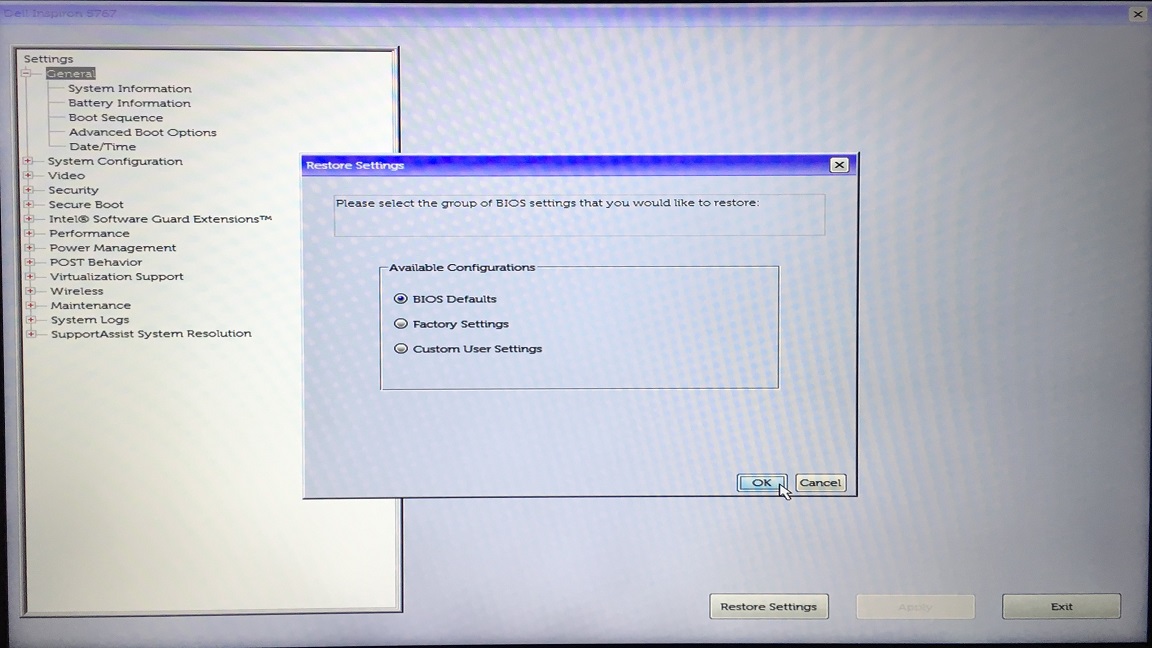 Dell Inspiron 5767
Settings
General
System Information
Battery Information
Boot Sequence
Advanced Boot Options
Date/Time
System Configuration
Video
Security
Secure Boot
Intel® Software Guard Extensions™
Performance
Power Management
POST Behavior
Virtualization Support
Wireless
Maintenance
System Logs
SupportAssist System Resolution
Restore Settings
Please select the group of BIOS settings that you would like to restore:
Available Configurations
BIOS Defaults
Factory Settings
Custom User Settings
OK
Cancel
Restore Settings
Apply
Exit